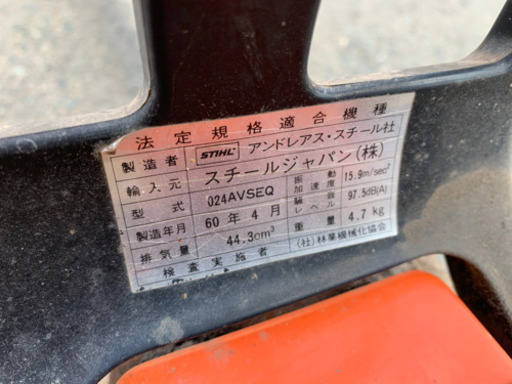 法定規格適合機種
製造者 STIHL アンドレアス・スチール社
輸入元 スチールジャパン(株)
型式 024AVSEQ 振動加速度 15.9m/sec²
製造年月 60年4月 騒音レベル 97.5dB(A)
排気量 44.3cm³ 重量 4.7kg
検査実施者 (社)林業機械化協会